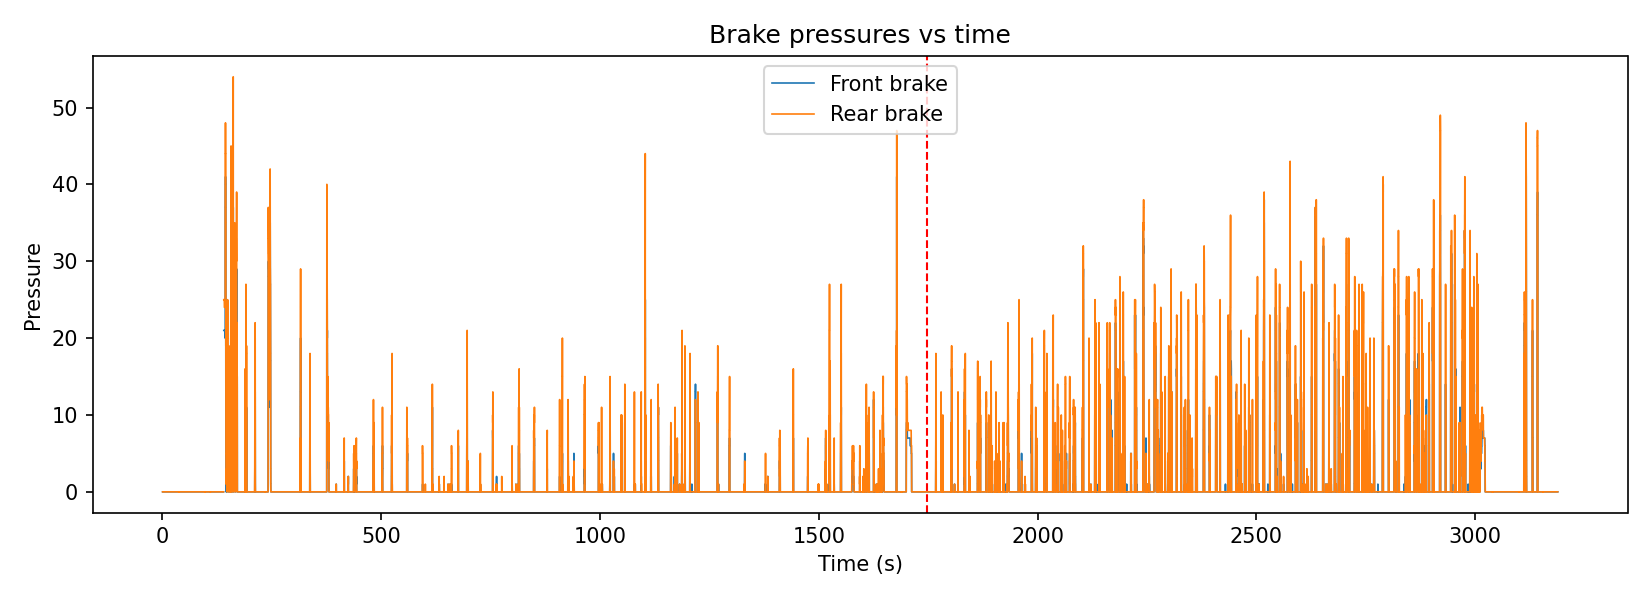 Brake pressures vs time
Front brake
Rear brake
Pressure
50
40
30
20
10
0
0 500 1000 1500 2000 2500 3000
Time (s)